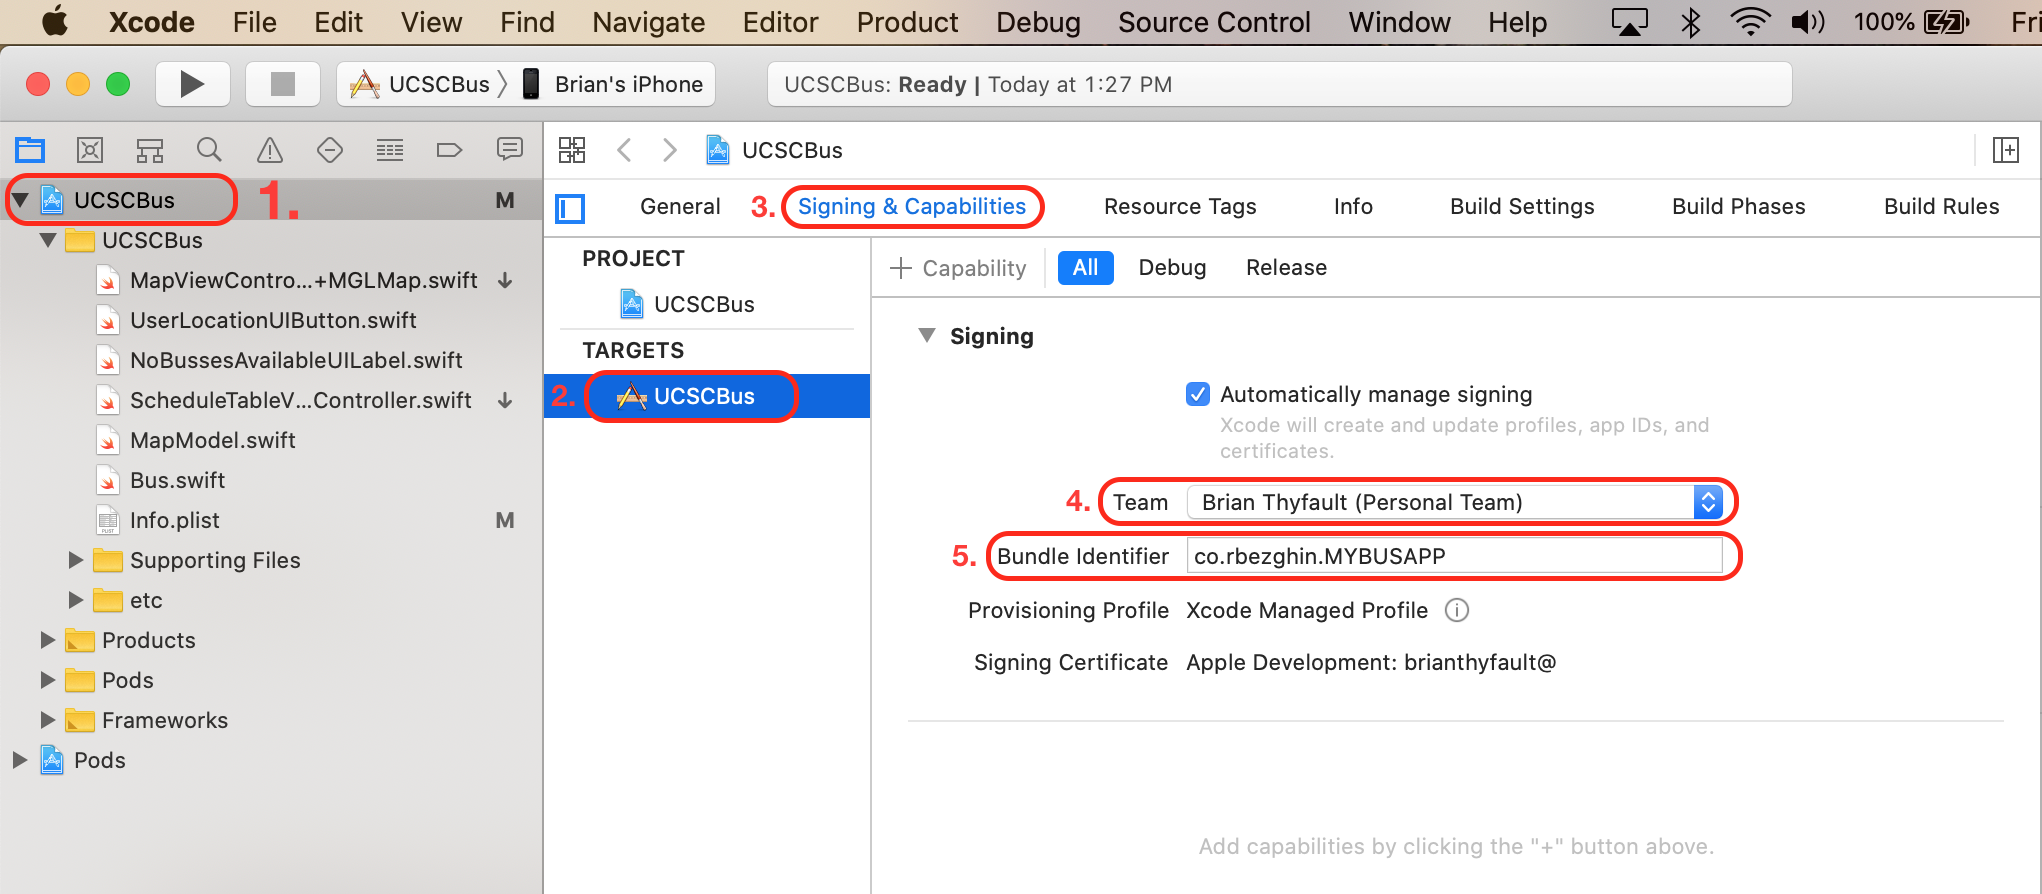 Xcode File Edit View Find Navigate Editor Product Debug Source Control Window Help 100% Fri
UCSCBus Brian's iPhone UCSCBus: Ready | Today at 1:27 PM
UCSCBus
UCSCBus 1. M
3. General Signing & Capabilities Resource Tags Info Build Settings Build Phases Build Rules
UCSCBus
MapViewContro...+MGLMap.swift
UserLocationUIButton.swift
NoBussesAvailableUILabel.swift
ScheduleTableV...Controller.swift
MapModel.swift
Bus.swift
Info.plist M
Supporting Files
etc
Products
Pods
Frameworks
Pods
PROJECT
UCSCBus
TARGETS
2. UCSCBus
+ Capability All Debug Release
Signing
Automatically manage signing
Xcode will create and update profiles, app IDs, and
certificates.
4. Team Brian Thyfault (Personal Team)
5. Bundle Identifier co.rbezghin.MYBUSAPP
Provisioning Profile Xcode Managed Profile
Signing Certificate Apple Development: brianthyfault@
Add capabilities by clicking the "+" button above.